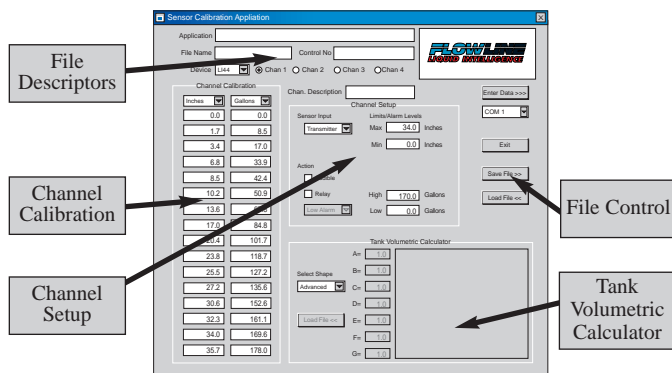 Sensor Calibration Appliation
Application
File Name
Control No
Device
LI44
Chan 1
Chan 2
Chan 3
Chan 4
FLOWLINE
LIQUID INTELLIGENCE
File
Descriptors
Channel
Calibration
Channel
Setup
File Control
Tank
Volumetric
Calculator
Channel Calibration
Inches Gallons
0.0 0.0
1.7 8.5
3.4 17.0
6.8 33.9
8.5 42.4
10.2 50.9
13.6
17.0 84.8
20.4 101.7
23.8 118.7
25.5 127.2
27.2 135.6
30.6 152.6
32.3 161.1
34.0 169.6
35.7 178.0
Chan. Description
Channel Setup
Sensor Input
Transmitter
Limits/Alarm Levels
Max 34.0 Inches
Min 0.0 Inches
Action
Relay
Low Alarm
High 170.0 Gallons
Low 0.0 Gallons
Enter Data >>>
COM 1
Exit
Save File >>
Load File <<
Tank Volumetric Calculator
Select Shape
Advanced
Load File <<
A= 1.0
B= 1.0
C= 1.0
D= 1.0
E= 1.0
F= 1.0
G= 1.0